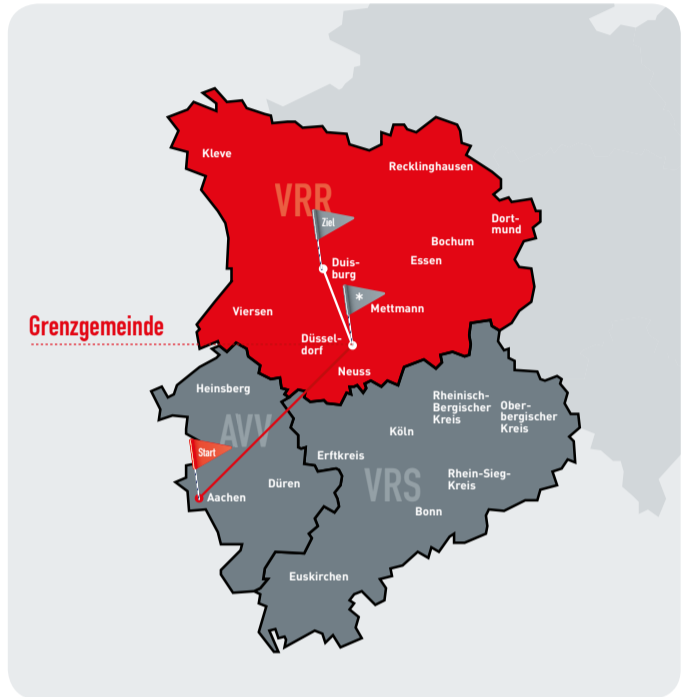 Kleve
Recklinghausen
VRR
Ziel
Dort-
mund
Bochum
Essen
Duis-
burg
*
Mettmann
Viersen
Grenzgemeinde
Düssel-
dorf
Neuss
Heinsberg
AVV
Start
Aachen
Düren
Rheinisch-
Bergischer
Kreis
Ober-
bergischer
Kreis
Köln
Erftkreis
VRS
Rhein-Sieg-
Kreis
Bonn
Euskirchen